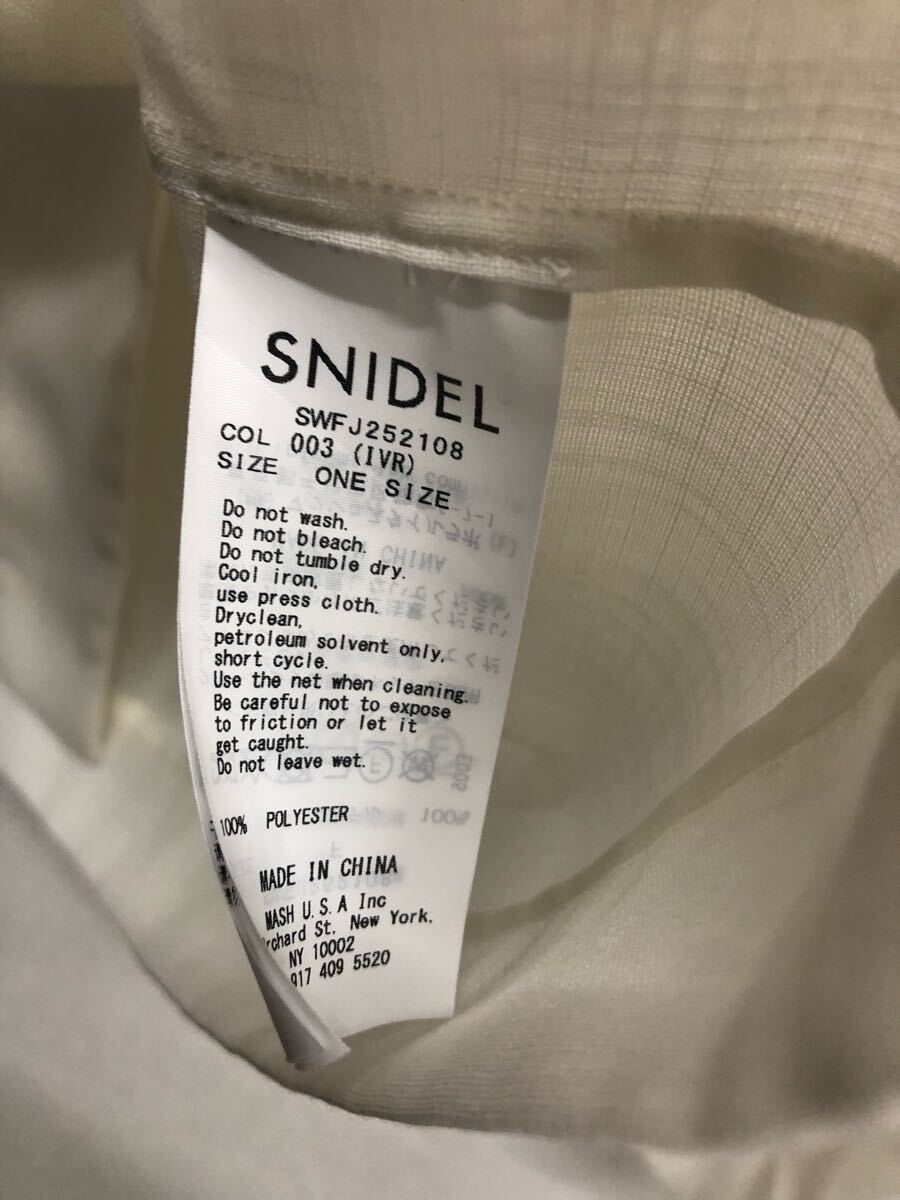 SNIDEL
SWFJ252108
COL 003 (IVR)
SIZE ONE SIZE
Do not wash.
Do not bleach.
Do not tumble dry.
Cool iron,
use press cloth.
Dryclean,
petroleum solvent only,
short cycle.
Use the net when cleaning.
Be careful not to expose
to friction or let it
get caught.
Do not leave wet.
100% POLYESTER
MADE IN CHINA
MASH U.S.A Inc
St. New York,
NY 10002
917 409 5520